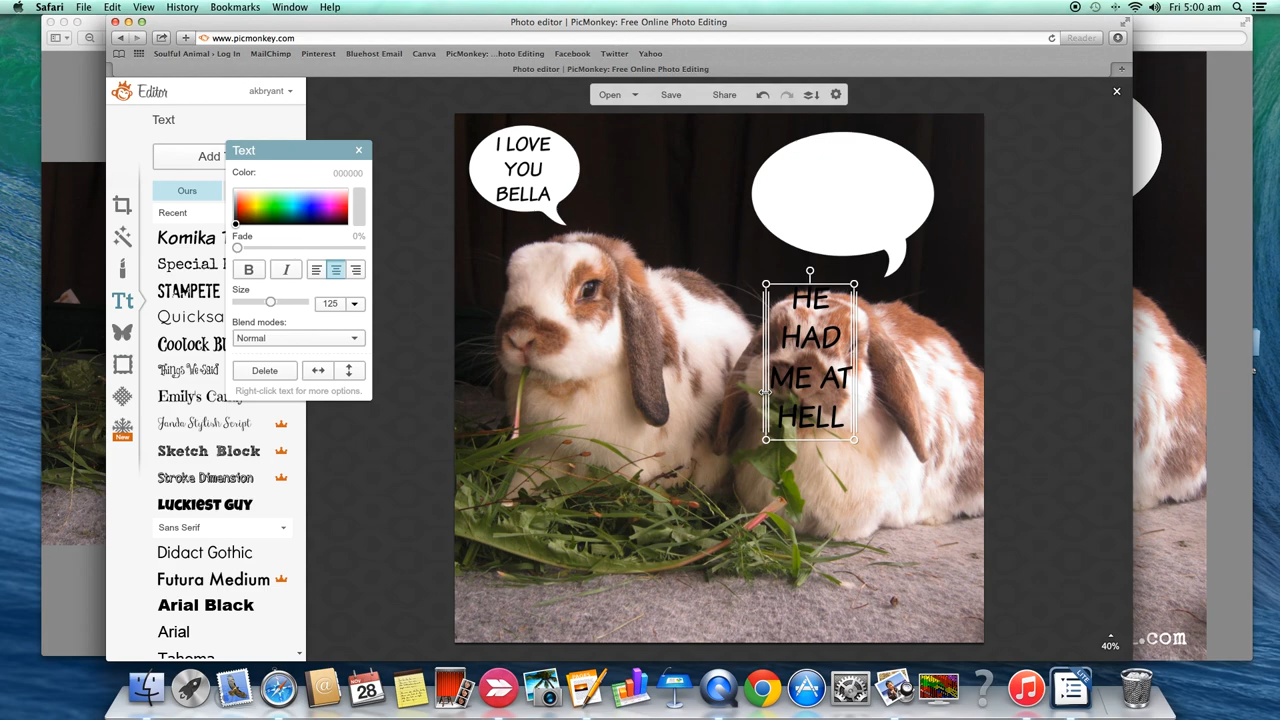 Safari File Edit View History Bookmarks Window Help
Fri 5:00 am
Photo editor | PicMonkey: Free Online Photo Editing
www.picmonkey.com
Reader
Soulful Animal › Log In MailChimp Pinterest Bluehost Email Canva PicMonkey: ...hoto Editing Facebook Twitter Yahoo
Photo editor | PicMonkey: Free Online Photo Editing
Editor
akbryant
Open Save Share
Text
Add
Ours
Recent
Komika
Special
STAMPETE
Quicksa
Coolock
Things We Said
Emily's Ca
Janda Stylish Script
Sketch Block
Stroke Dimension
Luckiest Guy
Sans Serif
Didact Gothic
Futura Medium
Arial Black
Arial
Tahoma
New
Text
Color: 000000
Fade 0%
B I
Size
125
Blend modes:
Normal
Delete
Right-click text for more options.
I LOVE
YOU
BELLA
HE
HAD
ME AT
HELL
40%
.com
NOV
28
LITE